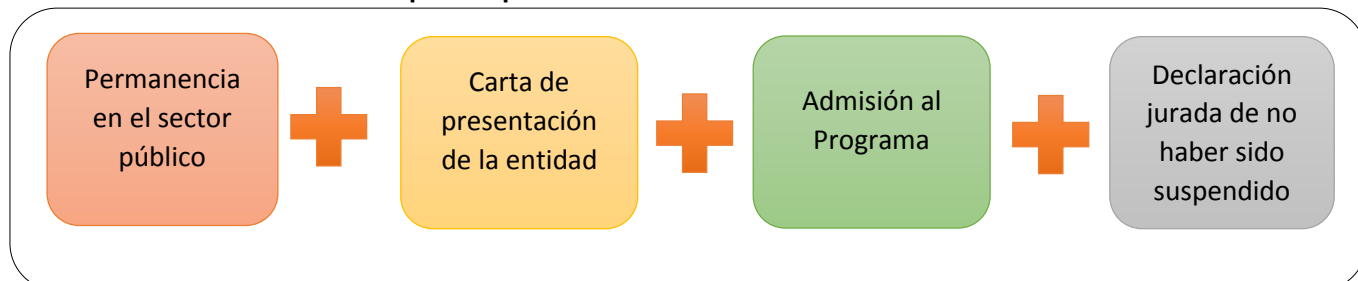 Permanencia
en el sector
público
Carta de
presentación
de la entidad
Admisión al
Programa
Declaración
jurada de no
haber sido
suspendido